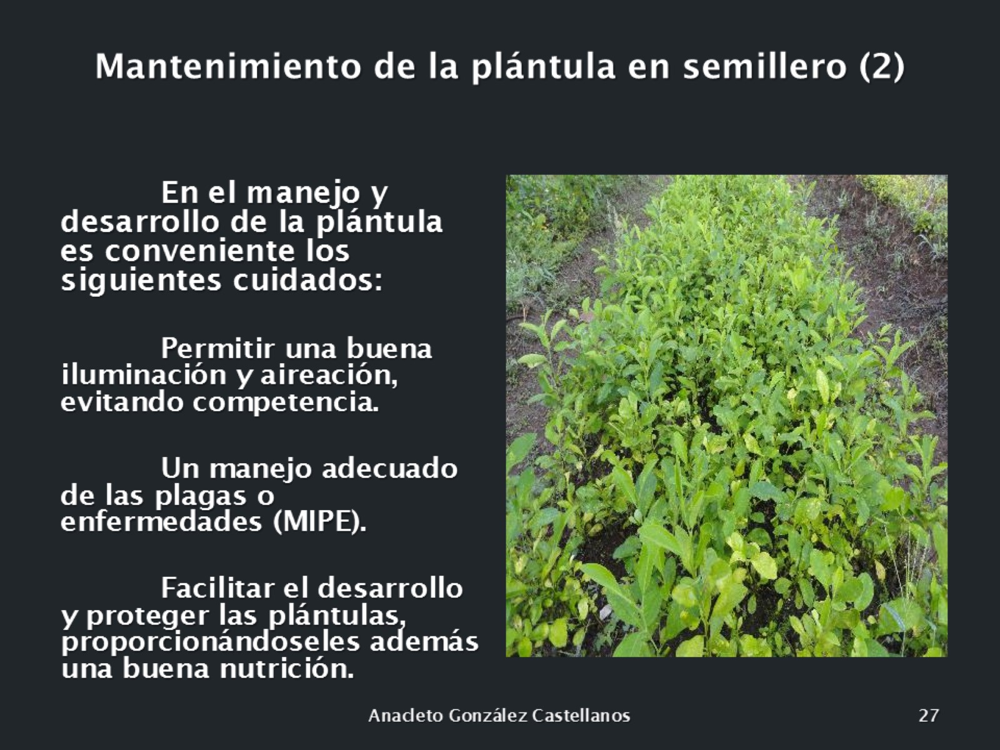 Mantenimiento de la plántula en semillero (2)
En el manejo y
desarrollo de la plántula
es conveniente los
siguientes cuidados:
Permitir una buena
iluminación y aireación,
evitando competencia.
Un manejo adecuado
de las plagas o
enfermedades (MIPE).
Facilitar el desarrollo
y proteger las plántulas,
proporcionándoseles además
una buena nutrición.
Anacleto González Castellanos
27